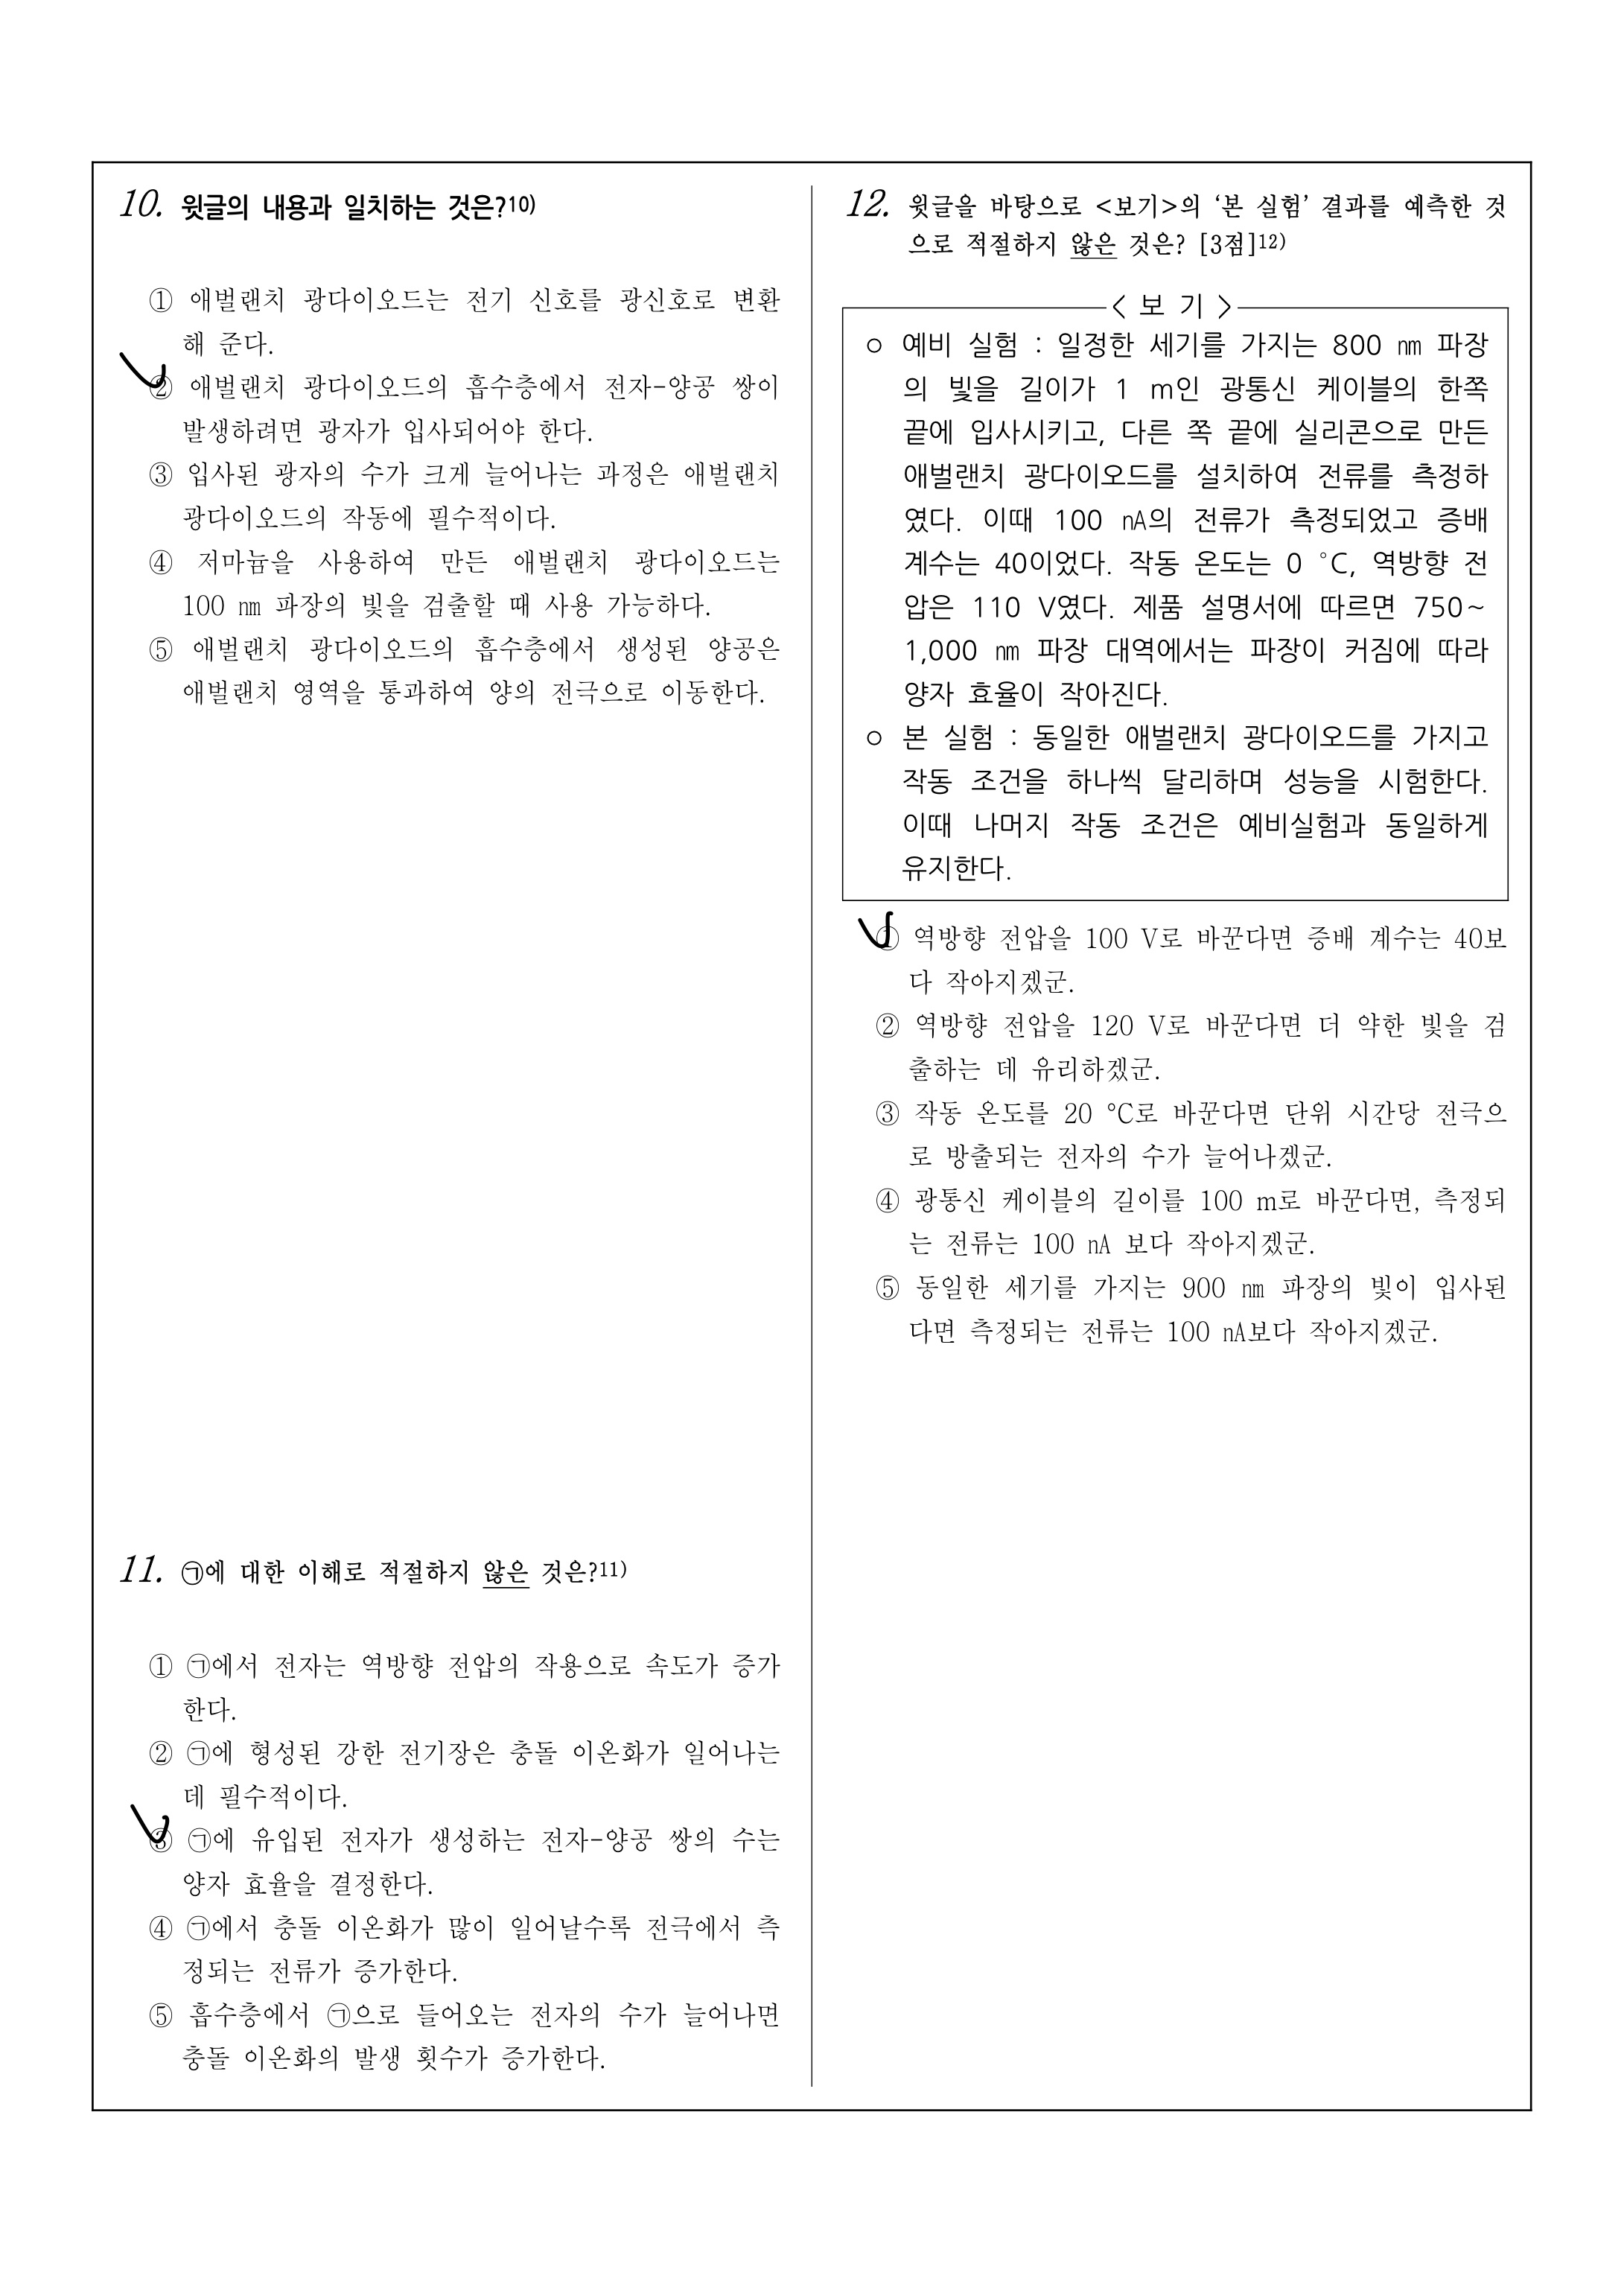 10. 윗글의 내용과 일치하는 것은?10)
① 애벌랜치 광다이오드는 전기 신호를 광신호로 변환
해 준다.
② 애벌랜치 광다이오드의 흡수층에서 전자-양공 쌍이
발생하려면 광자가 입사되어야 한다.
③ 입사된 광자의 수가 크게 늘어나는 과정은 애벌랜치
광다이오드의 작동에 필수적이다.
④ 저마늄을 사용하여 만든 애벌랜치 광다이오드는
100 ㎚ 파장의 빛을 검출할 때 사용 가능하다.
⑤ 애벌랜치 광다이오드의 흡수층에서 생성된 양공은
애벌랜치 영역을 통과하여 양의 전극으로 이동한다.
11. ㉠에 대한 이해로 적절하지 않은 것은?11)
① ㉠에서 전자는 역방향 전압의 작용으로 속도가 증가
한다.
② ㉠에 형성된 강한 전기장은 충돌 이온화가 일어나는
데 필수적이다.
③ ㉠에 유입된 전자가 생성하는 전자-양공 쌍의 수는
양자 효율을 결정한다.
④ ㉠에서 충돌 이온화가 많이 일어날수록 전극에서 측
정되는 전류가 증가한다.
⑤ 흡수층에서 ㉠으로 들어오는 전자의 수가 늘어나면
충돌 이온화의 발생 횟수가 증가한다.
12. 윗글을 바탕으로 <보기>의 ‘본 실험’ 결과를 예측한 것
으로 적절하지 않은 것은? [3점]12)
< 보 기 >
○ 예비 실험 : 일정한 세기를 가지는 800 ㎚ 파장
의 빛을 길이가 1 m인 광통신 케이블의 한쪽
끝에 입사시키고, 다른 쪽 끝에 실리콘으로 만든
애벌랜치 광다이오드를 설치하여 전류를 측정하
였다. 이때 100 ㎁의 전류가 측정되었고 증배
계수는 40이었다. 작동 온도는 0 ℃, 역방향 전
압은 110 V였다. 제품 설명서에 따르면 750~
1,000 ㎚ 파장 대역에서는 파장이 커짐에 따라
양자 효율이 작아진다.
○ 본 실험 : 동일한 애벌랜치 광다이오드를 가지고
작동 조건을 하나씩 달리하며 성능을 시험한다.
이때 나머지 작동 조건은 예비실험과 동일하게
유지한다.
① 역방향 전압을 100 V로 바꾼다면 증배 계수는 40보
다 작아지겠군.
② 역방향 전압을 120 V로 바꾼다면 더 약한 빛을 검
출하는 데 유리하겠군.
③ 작동 온도를 20 ℃로 바꾼다면 단위 시간당 전극으
로 방출되는 전자의 수가 늘어나겠군.
④ 광통신 케이블의 길이를 100 m로 바꾼다면, 측정되
는 전류는 100 ㎁ 보다 작아지겠군.
⑤ 동일한 세기를 가지는 900 ㎚ 파장의 빛이 입사된
다면 측정되는 전류는 100 ㎁보다 작아지겠군.